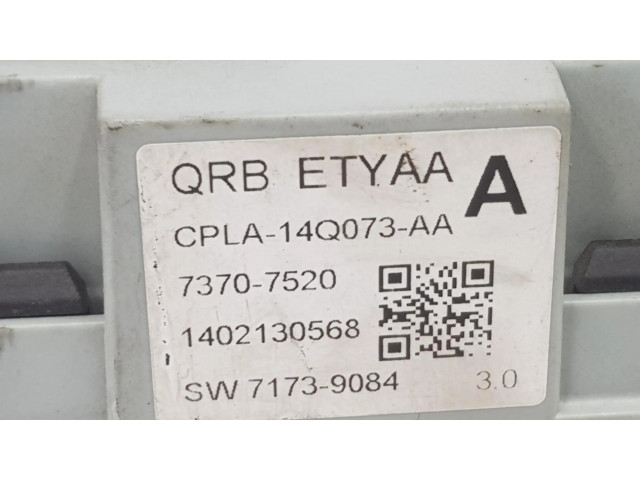 QRB ETYAA A
CPLA-14Q073-AA
7370-7520
1402130568
SW 7173-9084 3.0